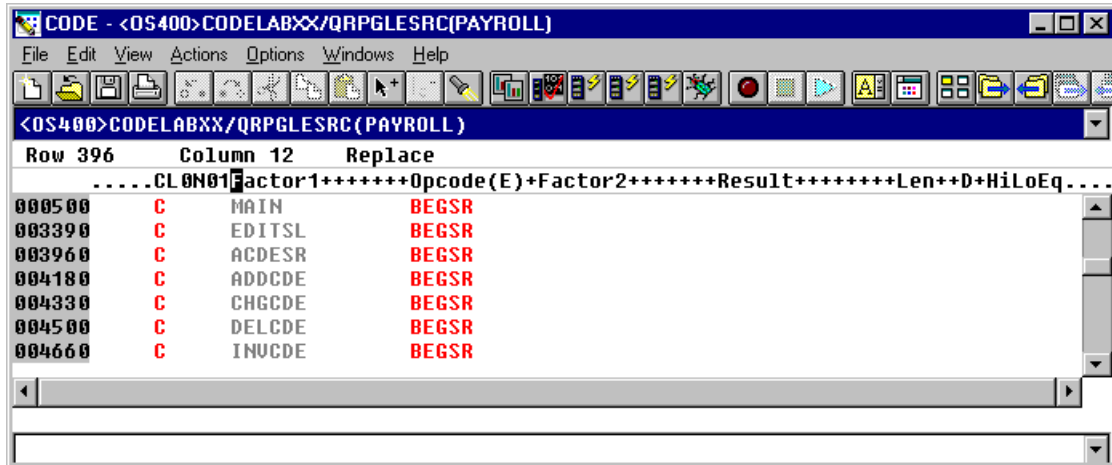 CODE - <OS400>CODELABXX/QRPGLESRC(PAYROLL)
File Edit View Actions Options Windows Help
<OS400>CODELABXX/QRPGLESRC(PAYROLL)
Row 396 Column 12 Replace
.....CL0N01Factor1+++++++Opcode(E)+Factor2+++++++Result++++++++Len++D+HiLoEq....
000500 C MAIN BEGSR
003390 C EDITSL BEGSR
003960 C ACDESR BEGSR
004180 C ADDCDE BEGSR
004330 C CHGCDE BEGSR
004500 C DELCDE BEGSR
004660 C INVCDE BEGSR